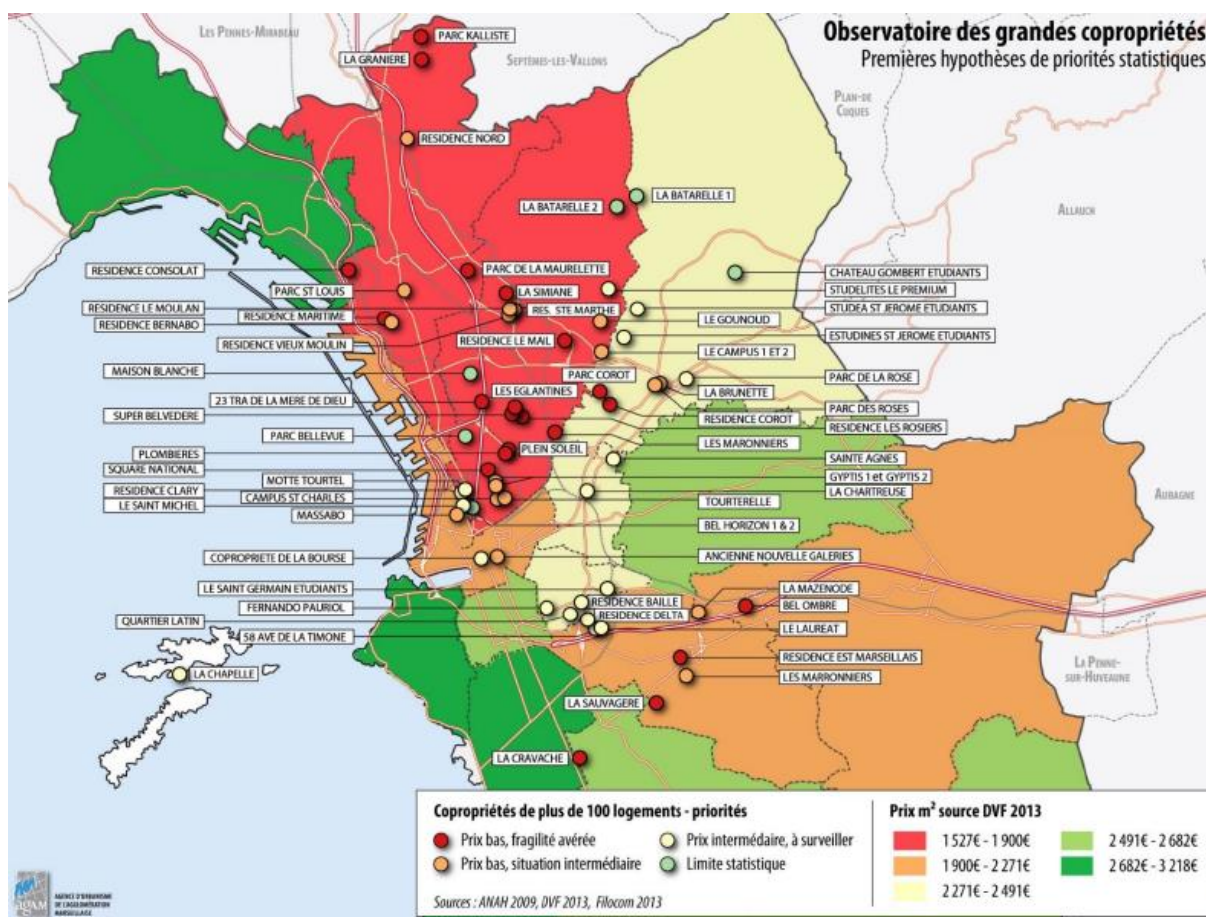 Observatoire des grandes copropriétés
Premières hypothèses de priorités statistiques
LES PENNES-MIRABEAU
SEPTÈMES-LES-VALLONS
PLAN-DE
CUQUES
ALLAUCH
AUBAGNE
LA PENNE-
SUR-HUVEAUNE
PARC KALLISTE
LA GRANIERE
RESIDENCE NORD
LA BATARELLE 1
LA BATARELLE 2
RESIDENCE CONSOLAT
PARC DE LA MAURELETTE
CHATEAU GOMBERT ETUDIANTS
PARC ST LOUIS
LA SIMIANE
STUDELITES LE PREMIUM
RESIDENCE LE MOULAN
RES. STE MARTHE
STUDEA ST JEROME ETUDIANTS
RESIDENCE MARITIME
RESIDENCE BERNABO
LE GOUNOUD
RESIDENCE VIEUX MOULIN
RESIDENCE LE MAIL
ESTUDINES ST JEROME ETUDIANTS
LE CAMPUS 1 ET 2
MAISON BLANCHE
PARC COROT
PARC DE LA ROSE
LES EGLANTINES
LA BRUNETTE
23 TRA DE LA MERE DE DIEU
PARC DES ROSES
SUPER BELVEDERE
RESIDENCE COROT
RESIDENCE LES ROSIERS
PARC BELLEVUE
LES MARONNIERS
PLOMBIERES
PLEIN SOLEIL
SAINTE AGNES
SQUARE NATIONAL
MOTTE TOURTEL
GYPTIS 1 et GYPTIS 2
RESIDENCE CLARY
CAMPUS ST CHARLES
LA CHARTREUSE
LE SAINT MICHEL
TOURTERELLE
MASSABO
BEL HORIZON 1 & 2
COPROPRIETE DE LA BOURSE
ANCIENNE NOUVELLE GALERIES
LE SAINT GERMAIN ETUDIANTS
LA MAZENODE
FERNANDO PAURIOL
RESIDENCE BAILLE
BEL OMBRE
QUARTIER LATIN
RESIDENCE DELTA
58 AVE DE LA TIMONE
LE LAUREAT
RESIDENCE EST MARSEILLAIS
LA CHAPELLE
LES MARRONNIERS
LA SAUVAGERE
LA CRAVACHE
Copropriétés de plus de 100 logements - priorités
Prix bas, fragilité avérée
Prix intermédaire, à surveiller
Prix bas, situation intermédiaire
Limite statistique
Sources : ANAH 2009, DVF 2013, Filocom 2013
Prix m² source DVF 2013
1 527€ - 1 900€
2 491€ - 2 682€
1 900€ - 2 271€
2 682€ - 3 218€
2 271€ - 2 491€
agam
AGENCE D'URBANISME
DE L'AGGLOMÉRATION
MARSEILLAISE